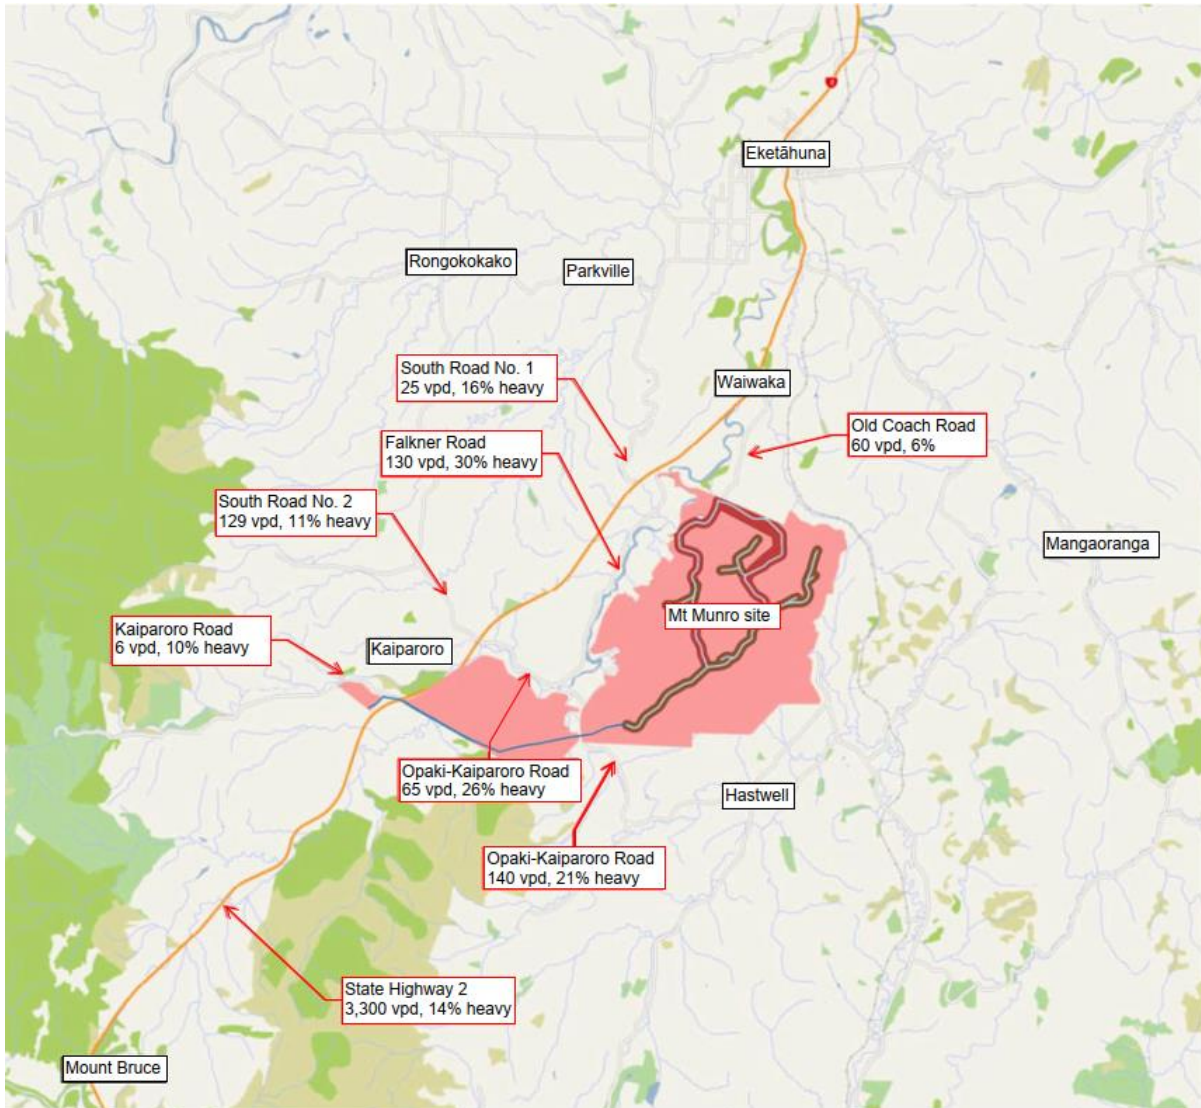 Eketāhuna
Rongokokako
Parkville
South Road No. 1
25 vpd, 16% heavy
Waiwaka
Old Coach Road
60 vpd, 6%
Falkner Road
130 vpd, 30% heavy
South Road No. 2
129 vpd, 11% heavy
Mangaoranga
Mt Munro site
Kaiparoro Road
6 vpd, 10% heavy
Kaiparoro
Opaki-Kaiparoro Road
65 vpd, 26% heavy
Hastwell
Opaki-Kaiparoro Road
140 vpd, 21% heavy
State Highway 2
3,300 vpd, 14% heavy
Mount Bruce